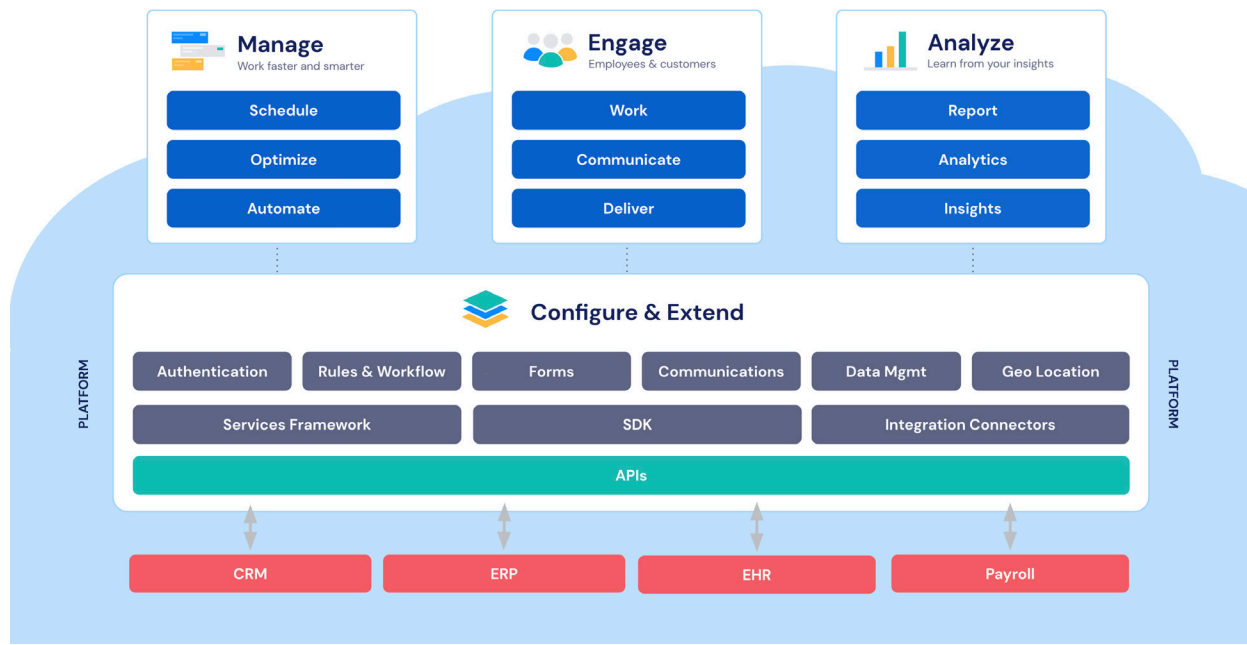 Manage
Work faster and smarter
Schedule
Optimize
Automate
Engage
Employees & customers
Work
Communicate
Deliver
Analyze
Learn from your insights
Report
Analytics
Insights
PLATFORM
Configure & Extend
Authentication
Rules & Workflow
Forms
Communications
Data Mgmt
Geo Location
Services Framework
SDK
Integration Connectors
APIs
PLATFORM
CRM
ERP
EHR
Payroll